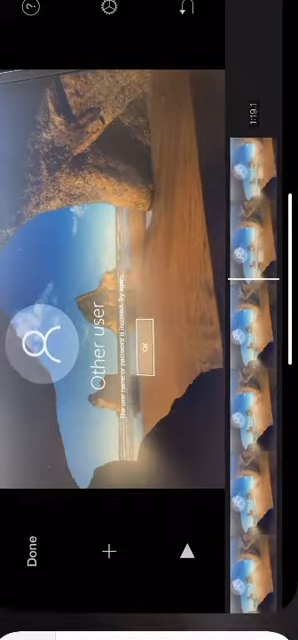 ?
1:19.1
Other user
The user name or password is incorrect. Try again.
OK
Done